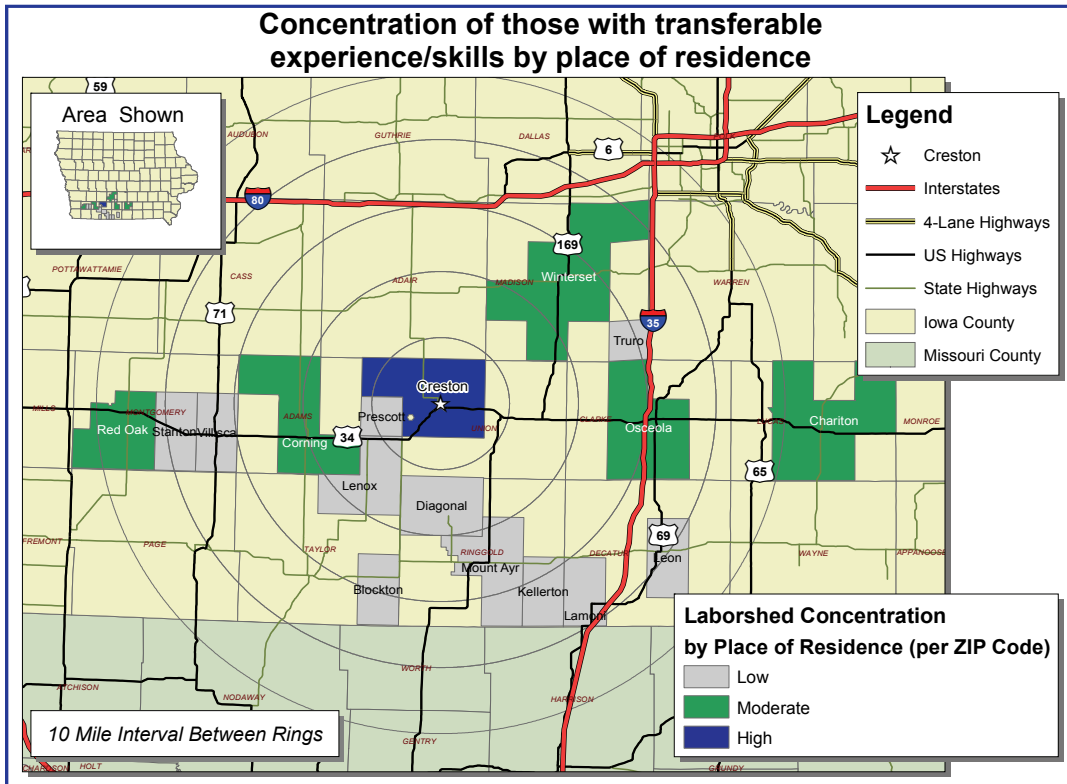 Concentration of those with transferable
experience/skills by place of residence
Area Shown
Legend
Creston
Interstates
4-Lane Highways
US Highways
State Highways
Iowa County
Missouri County
59
AUDUBON
GUTHRIE
DALLAS
6
80
169
POTTAWATTAMIE
CASS
ADAIR
MADISON
Winterset
WARREN
71
35
Truro
Creston
MILLS
MONTGOMERY
ADAMS
Prescott
UNION
CLARKE
LUCAS
MONROE
Red Oak
Stanton
Villisca
Corning
34
Osceola
Chariton
65
Lenox
Diagonal
69
FREMONT
PAGE
TAYLOR
RINGGOLD
DECATUR
WAYNE
APPANOOSE
Leon
Mount Ayr
Blockton
Kellerton
Lamoni
WORTH
ATCHISON
NODAWAY
HARRISON
GENTRY
HOLT
GRUNDY
Laborshed Concentration
by Place of Residence (per ZIP Code)
Low
Moderate
High
10 Mile Interval Between Rings